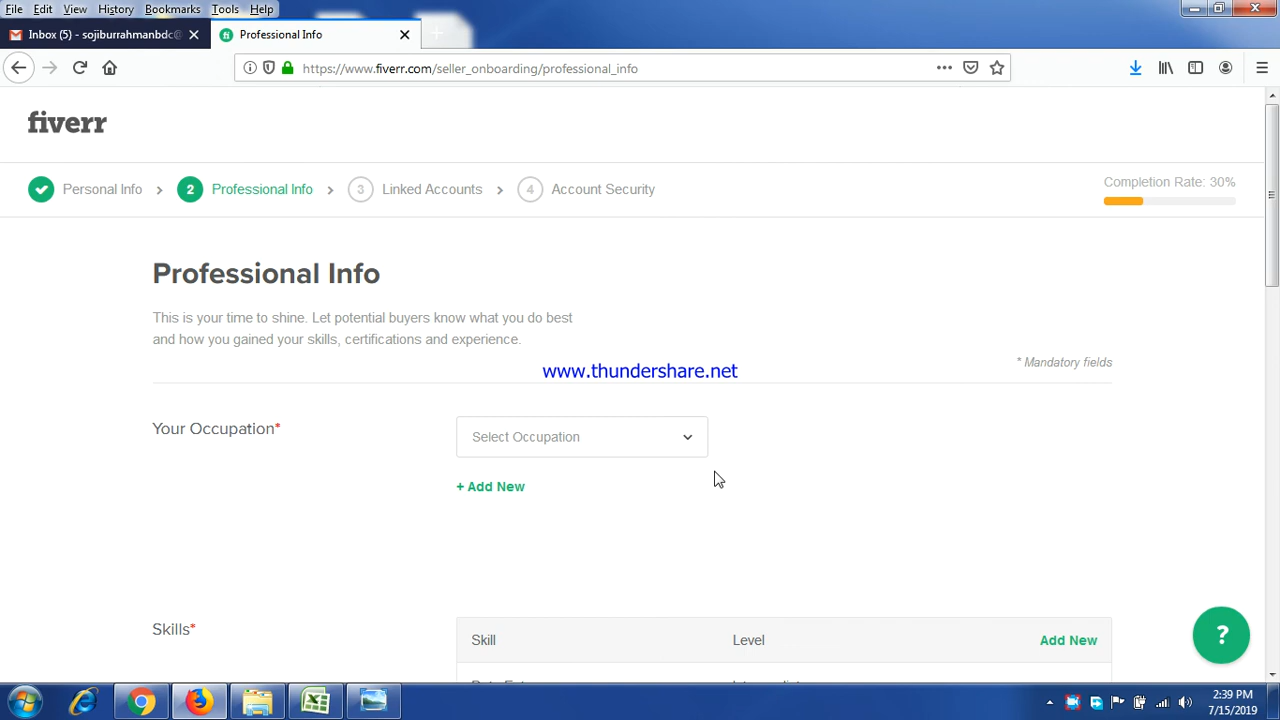 File Edit View History Bookmarks Tools Help
Inbox (5) - sojiburrahmanbdc@
Professional Info
https://www.fiverr.com/seller_onboarding/professional_info
fiverr
Personal Info
2 Professional Info
3 Linked Accounts
4 Account Security
Completion Rate: 30%
Professional Info
This is your time to shine. Let potential buyers know what you do best
and how you gained your skills, certifications and experience.
www.thundershare.net
* Mandatory fields
Your Occupation*
Select Occupation
+ Add New
Skills*
Skill Level Add New
?
2:39 PM
7/15/2019